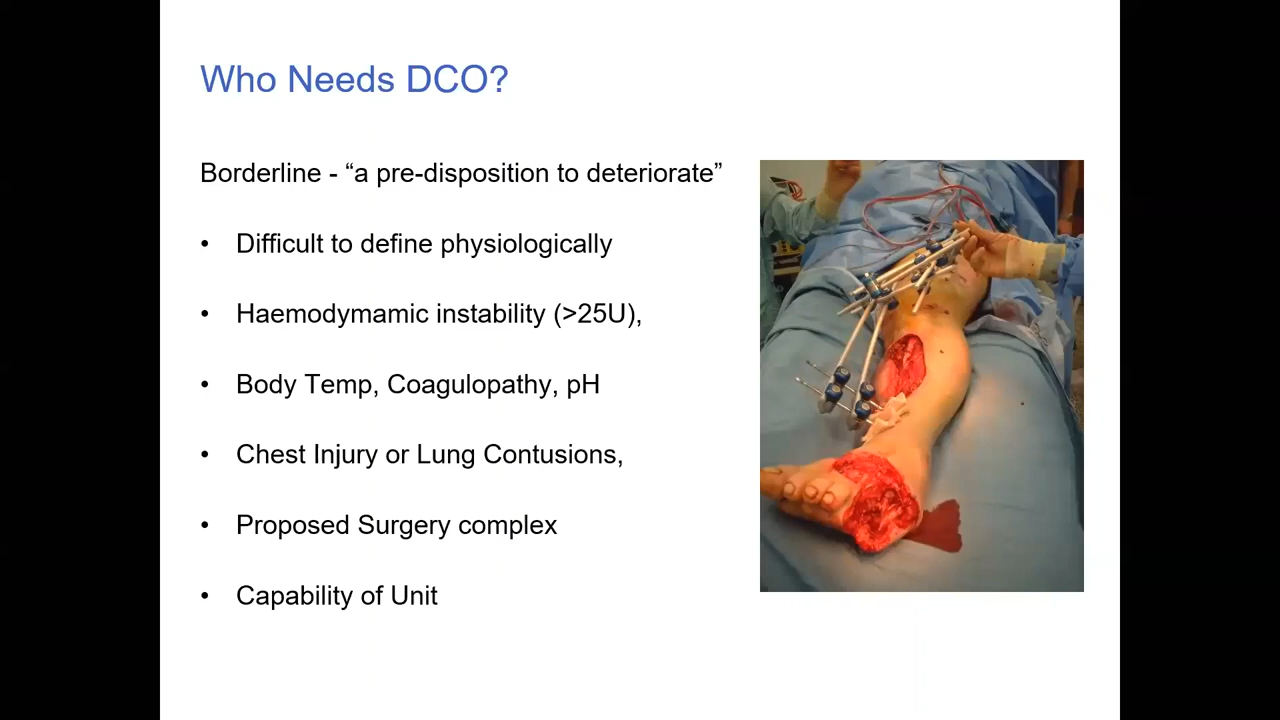 Who Needs DCO?
Borderline - “a pre-disposition to deteriorate”
• Difficult to define physiologically
• Haemodymamic instability (>25U),
• Body Temp, Coagulopathy, pH
• Chest Injury or Lung Contusions,
• Proposed Surgery complex
• Capability of Unit